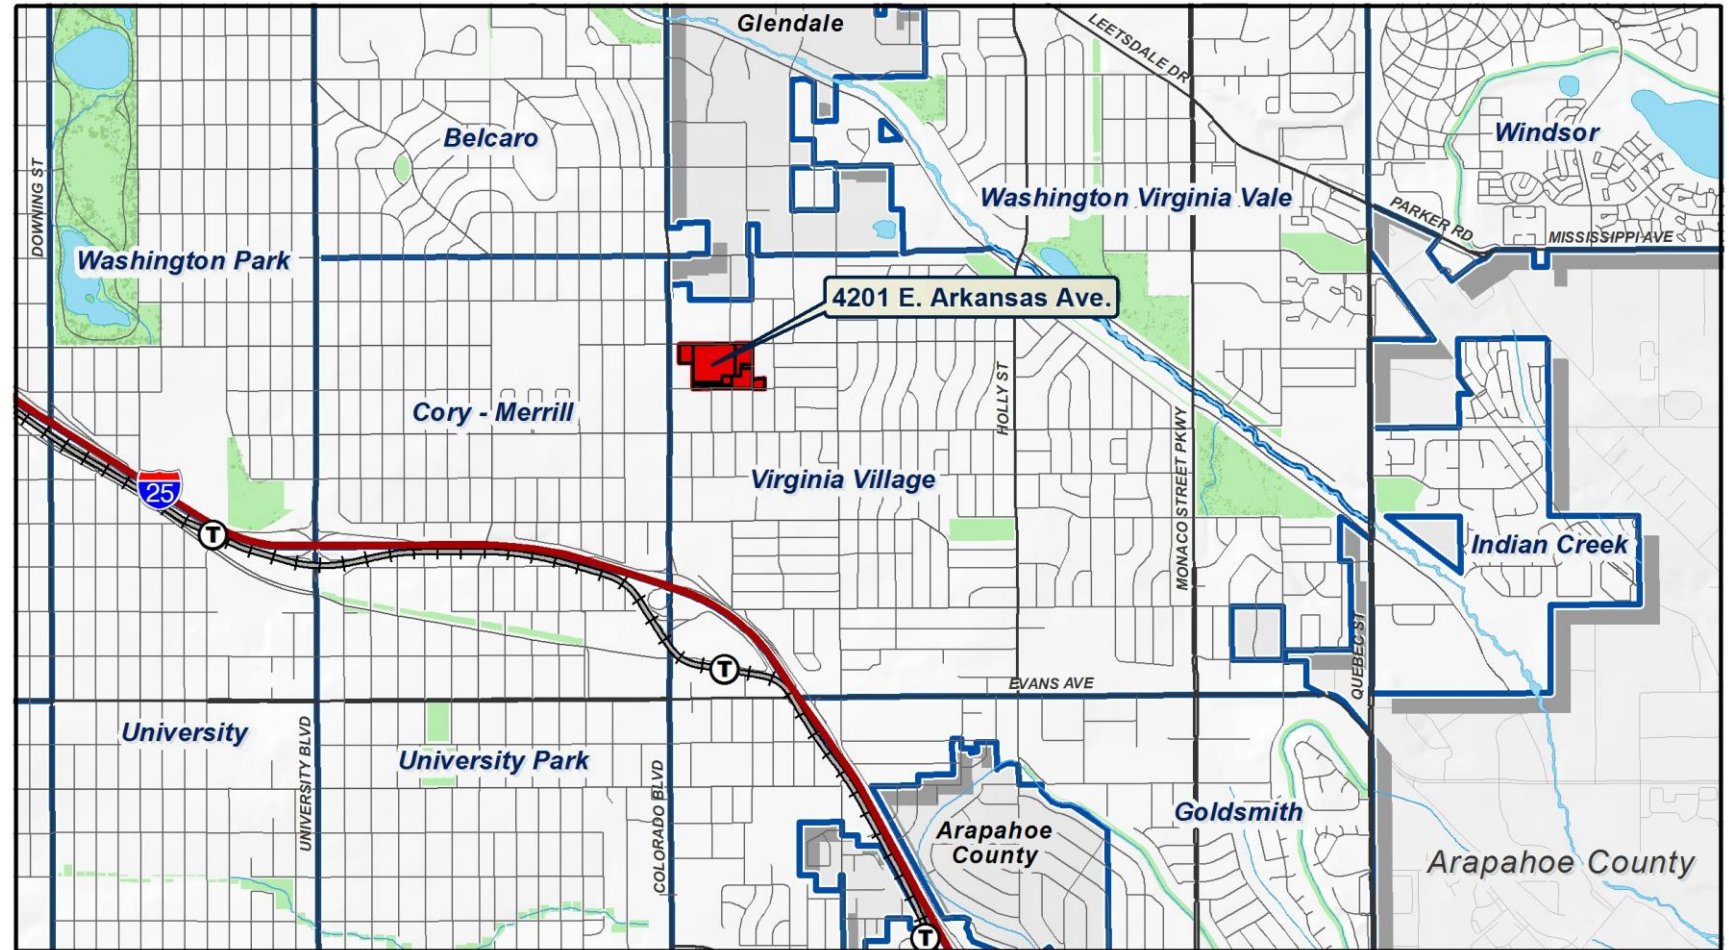 Glendale
LEETSDALE DR
Belcaro
Windsor
DOWNING ST
Washington Virginia Vale
PARKER RD
MISSISSIPPI AVE
Washington Park
4201 E. Arkansas Ave.
HOLLY ST
Cory - Merrill
MONACO STREET PKWY
Virginia Village
25
T
Indian Creek
QUEBEC ST
T
EVANS AVE
University
UNIVERSITY BLVD
University Park
COLORADO BLVD
Goldsmith
Arapahoe
County
Arapahoe County
T